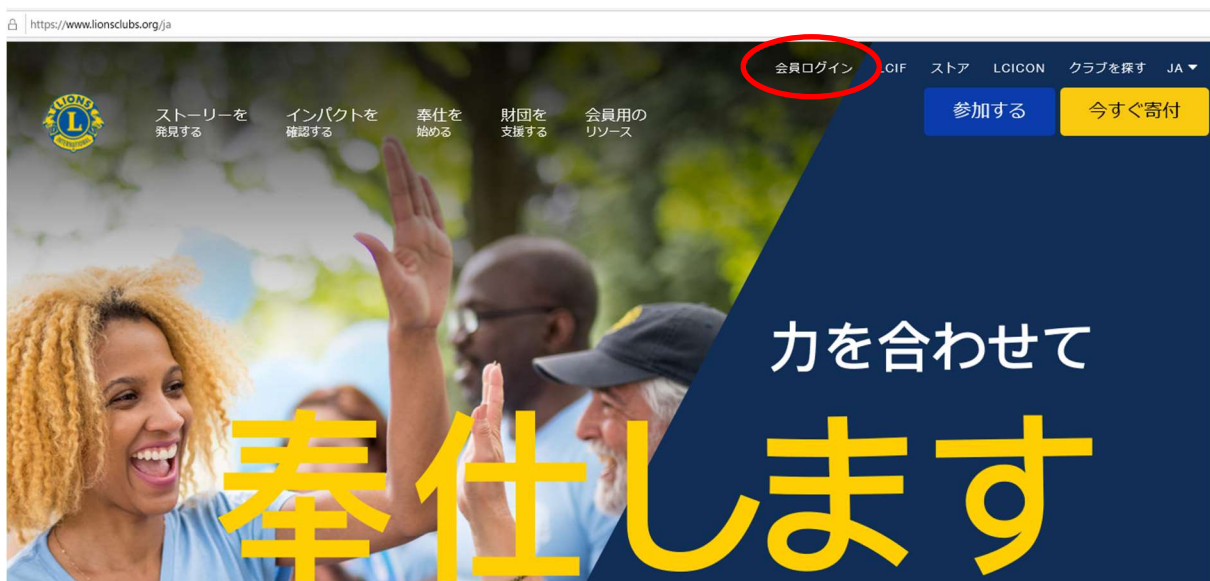 https://www.lionsclubs.org/ja
会員ログイン LCIF ストア LCICON クラブを探す JA
参加する 今すぐ寄付
LIONS
L
INTERNATIONAL
ストーリーを
発見する
インパクトを
確認する
奉仕を
始める
財団を
支援する
会員用の
リソース
力を合わせて
奉仕します